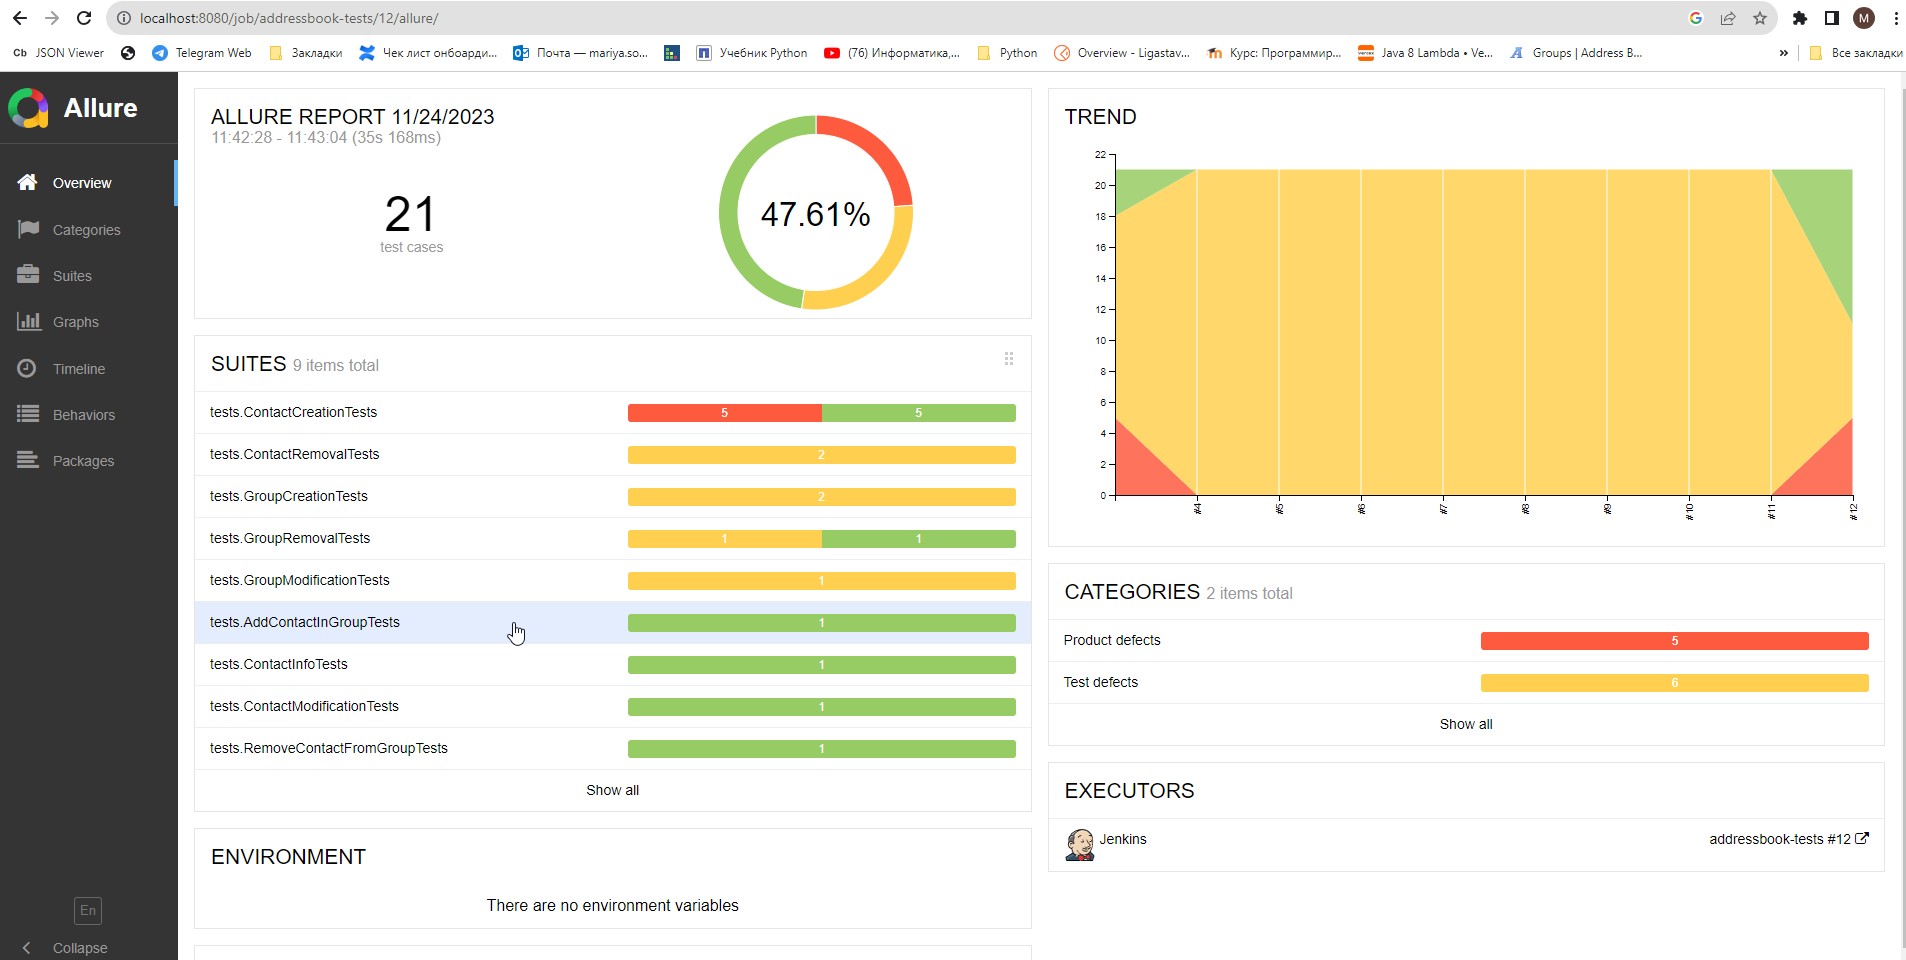 localhost:8080/job/addressbook-tests/12/allure/
M
Cb JSON Viewer
Telegram Web
Закладки
Чек лист онбоарди...
Почта — mariya.so...
Учебник Python
(76) Информатика,...
Python
Overview - Ligastav...
Курс: Программир...
Java 8 Lambda • Ve...
Groups | Address B...
»
Все закладки
Allure
Overview
Categories
Suites
Graphs
Timeline
Behaviors
Packages
En
Collapse
ALLURE REPORT 11/24/2023
11:42:28 - 11:43:04 (35s 168ms)
21
test cases
47.61%
SUITES 9 items total
tests.ContactCreationTests 5 5
tests.ContactRemovalTests 2
tests.GroupCreationTests 2
tests.GroupRemovalTests 1 1
tests.GroupModificationTests 1
tests.AddContactInGroupTests 1
tests.ContactInfoTests 1
tests.ContactModificationTests 1
tests.RemoveContactFromGroupTests 1
Show all
ENVIRONMENT
There are no environment variables
TREND
22
20
18
16
14
12
10
8
6
4
2
0
#4 #5 #6 #7 #8 #9 #10 #11 #12
CATEGORIES 2 items total
Product defects 5
Test defects 6
Show all
EXECUTORS
Jenkins addressbook-tests #12